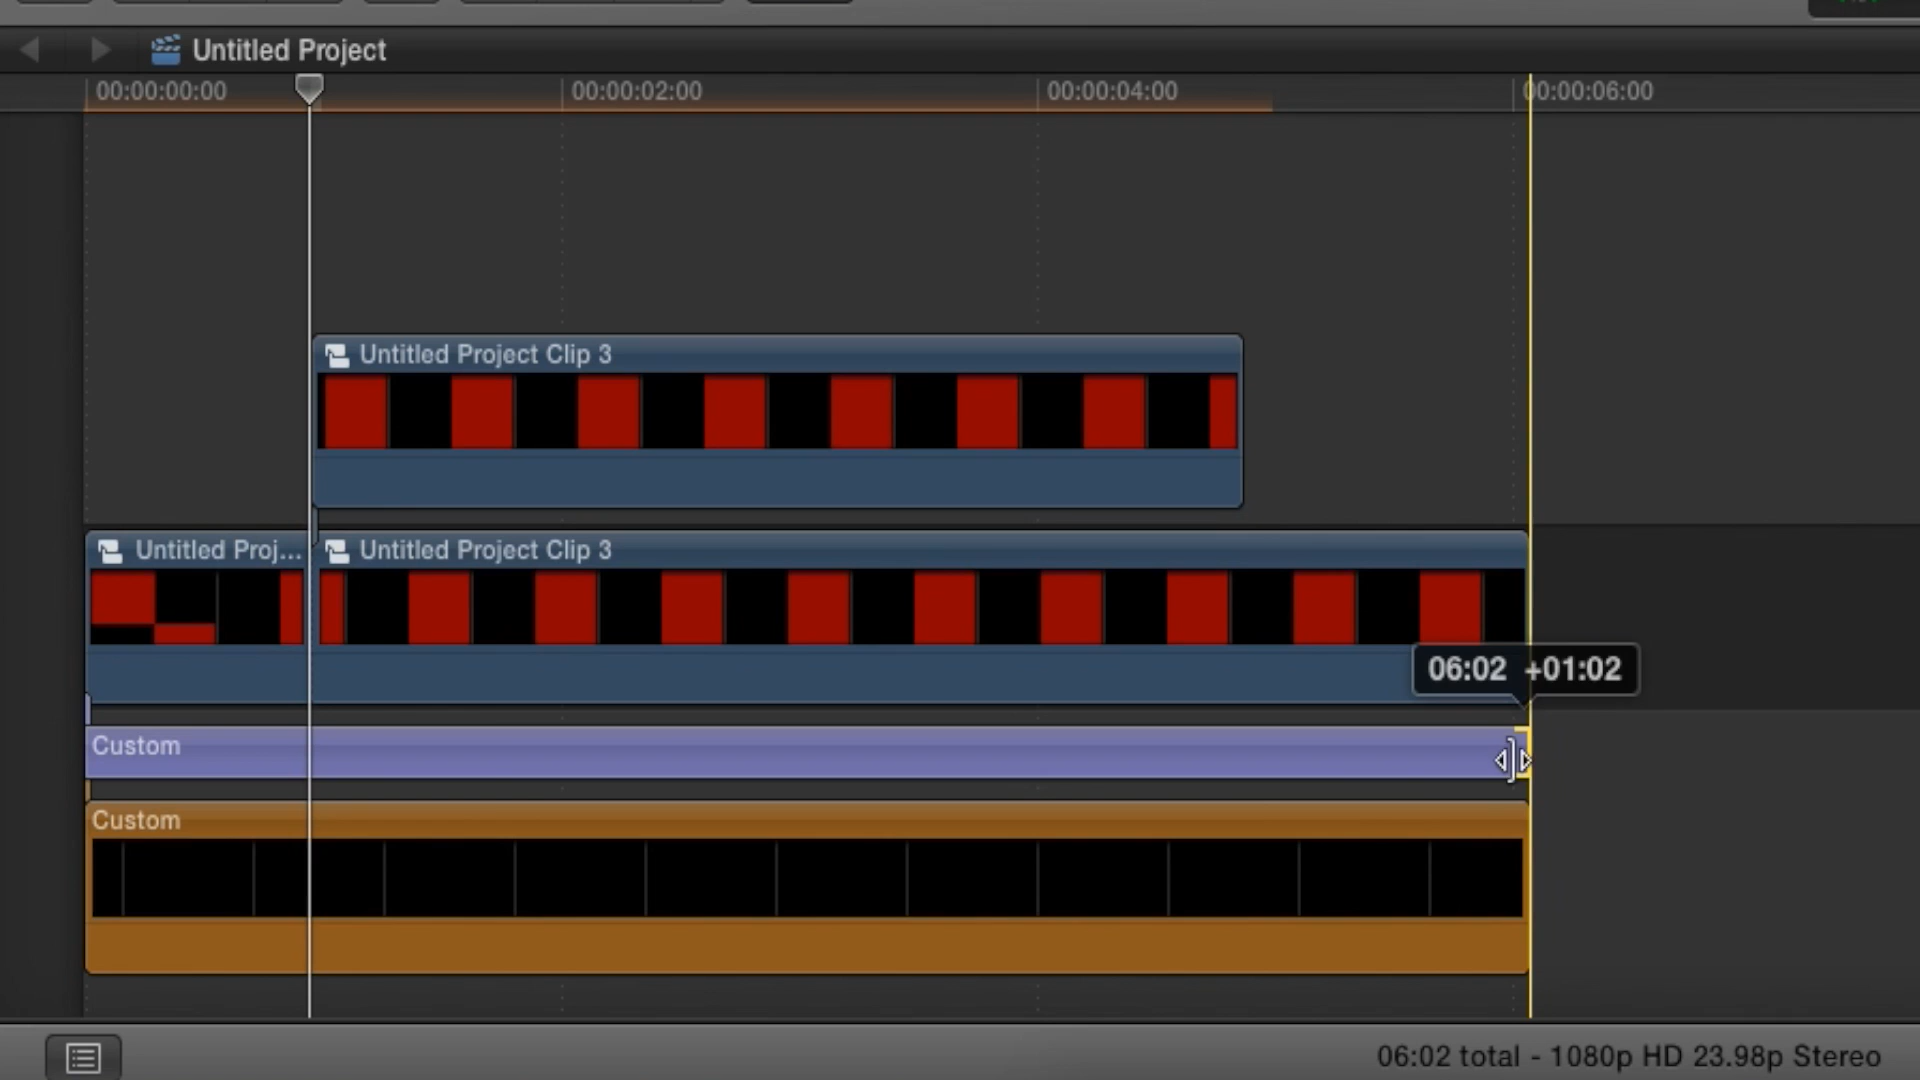 Untitled Project
00:00:00:00 00:00:02:00 00:00:04:00 00:00:06:00
Untitled Project Clip 3
Untitled Proj... Untitled Project Clip 3
06:02 +01:02
Custom
Custom
06:02 total - 1080p HD 23.98p Stereo